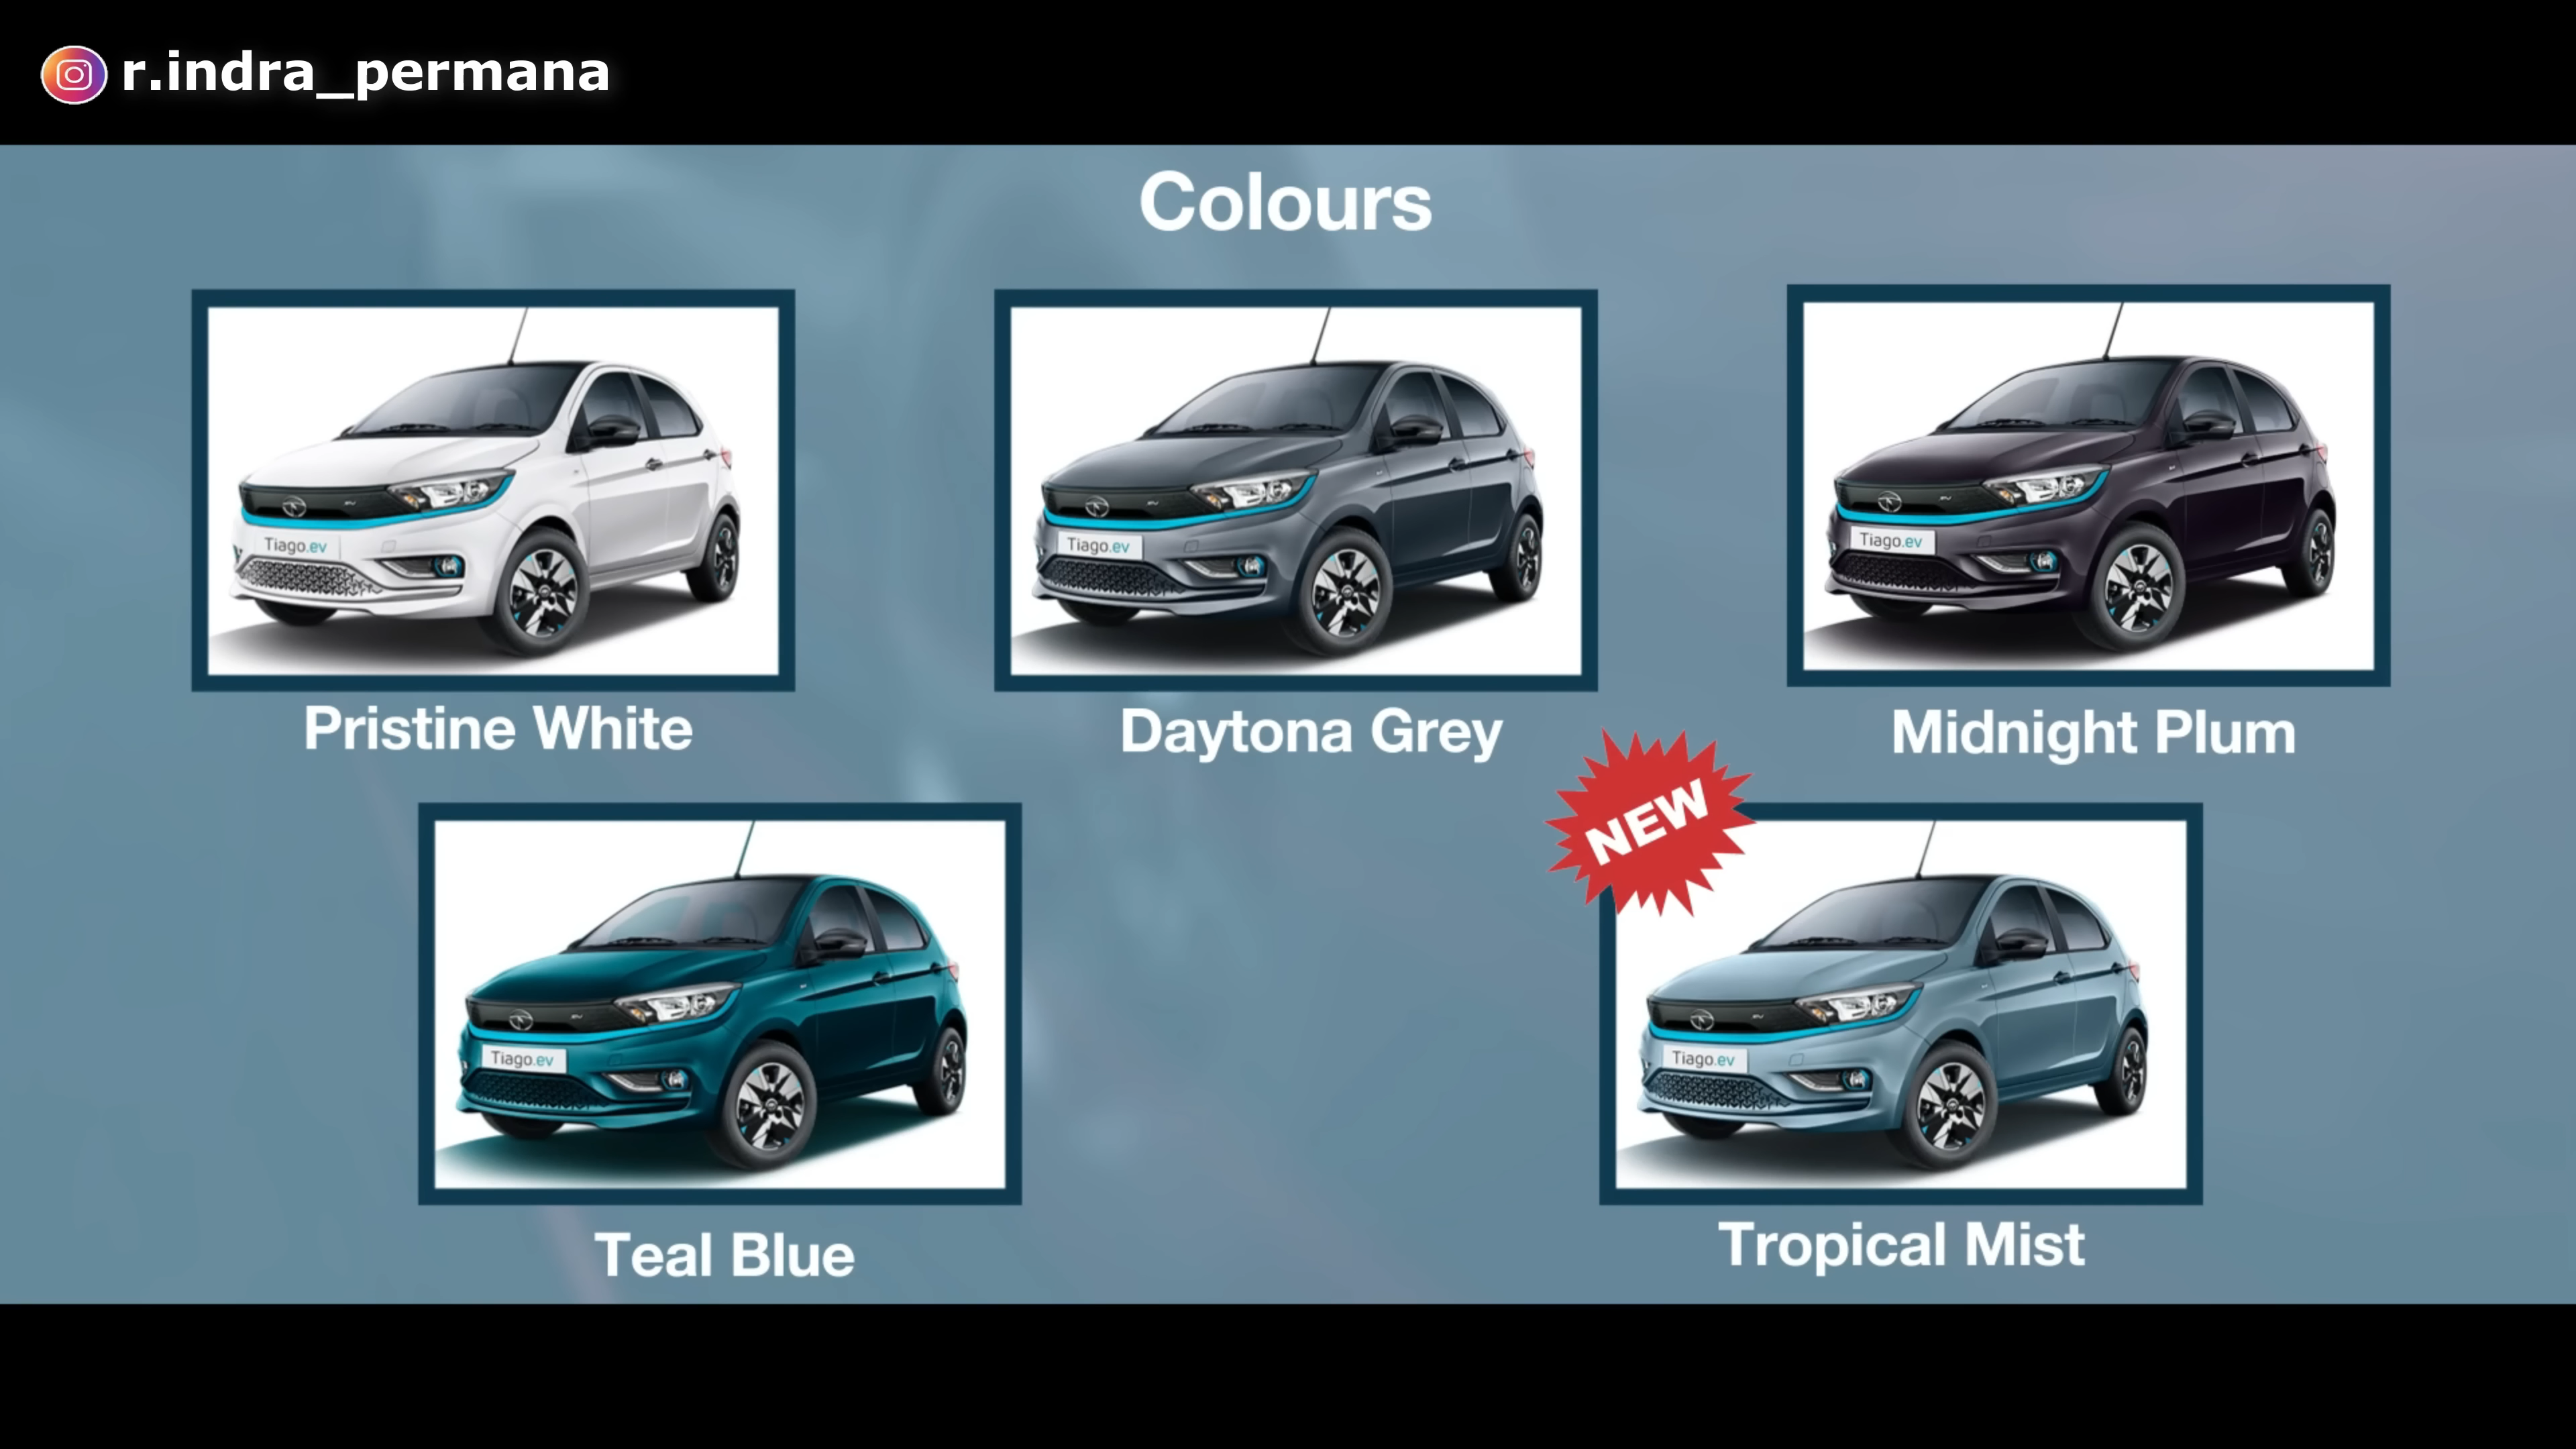 r.indra_permana
Colours
Tiago.ev
Tiago.ev
Tiago.ev
Pristine White
Daytona Grey
Midnight Plum
NEW
Tiago.ev
Tiago.ev
Teal Blue
Tropical Mist